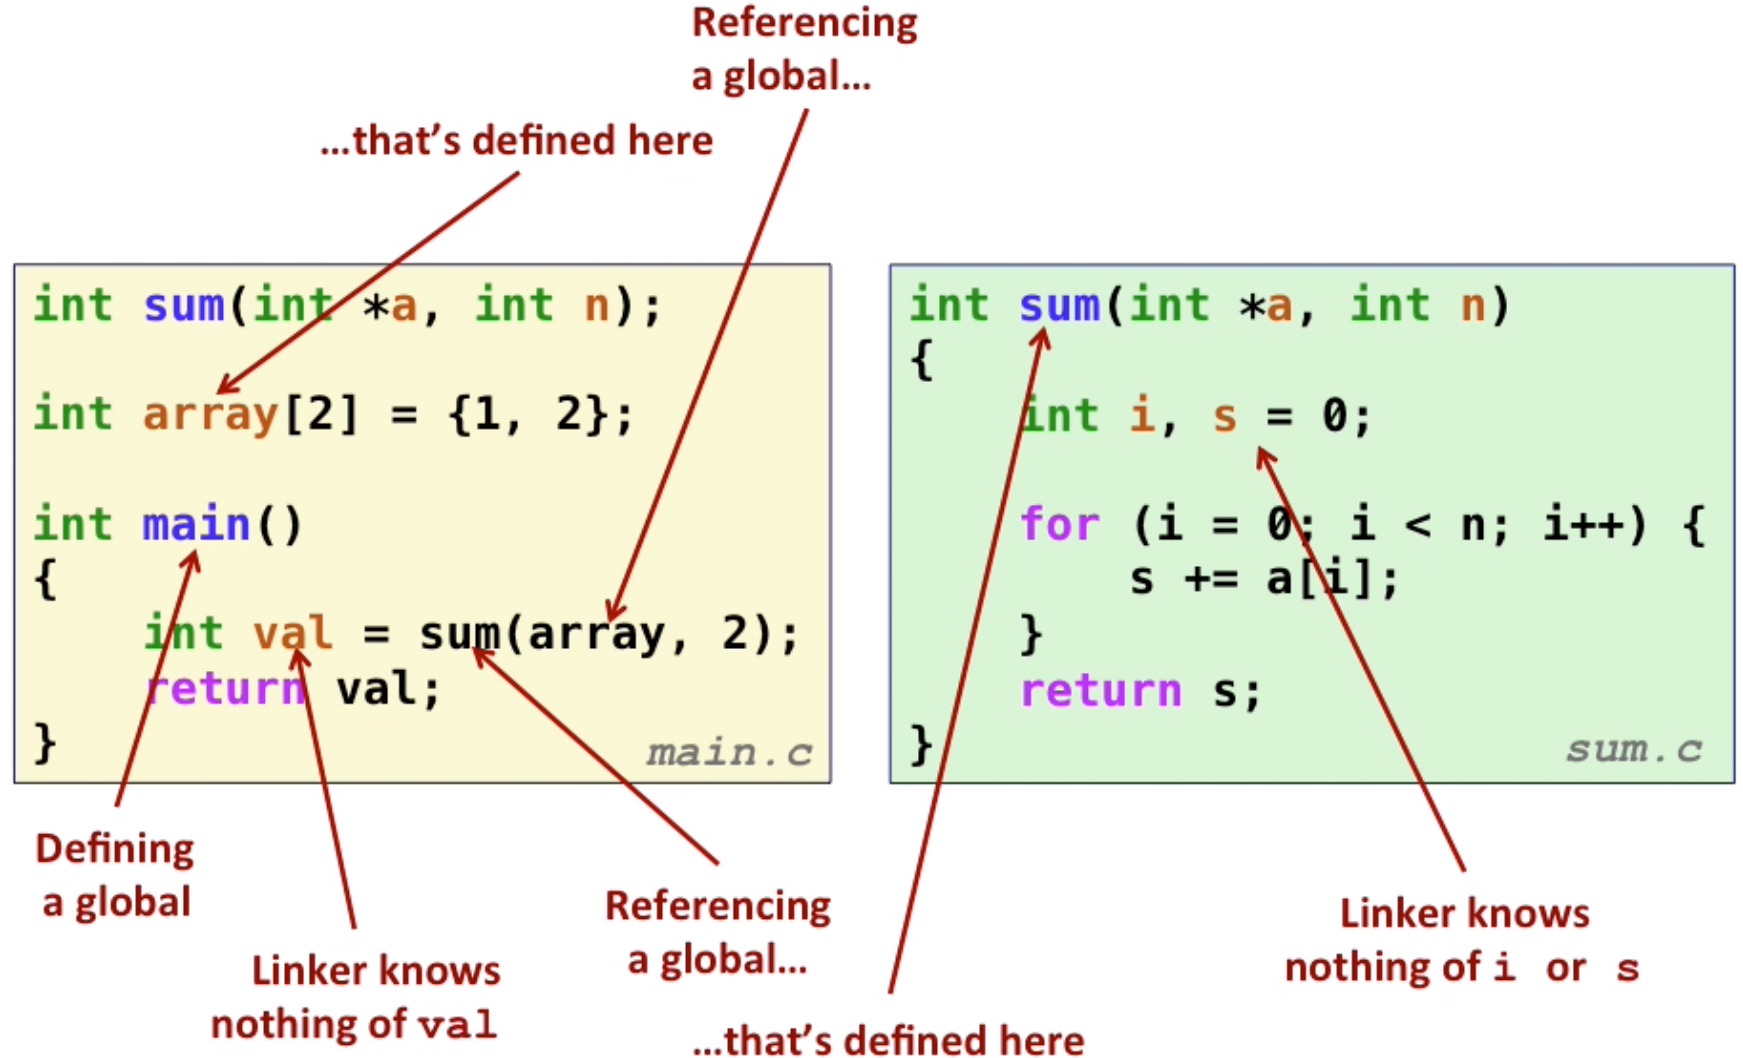 Referencing
a global…
…that’s defined here
int sum(int *a, int n);
int array[2] = {1, 2};
int main()
{
    int val = sum(array, 2);
    return val;
}
main.c
int sum(int *a, int n)
{
    int i, s = 0;
    for (i = 0; i < n; i++) {
        s += a[i];
    }
    return s;
}
sum.c
Defining
a global
Linker knows
nothing of val
Referencing
a global…
…that’s defined here
Linker knows
nothing of i or s